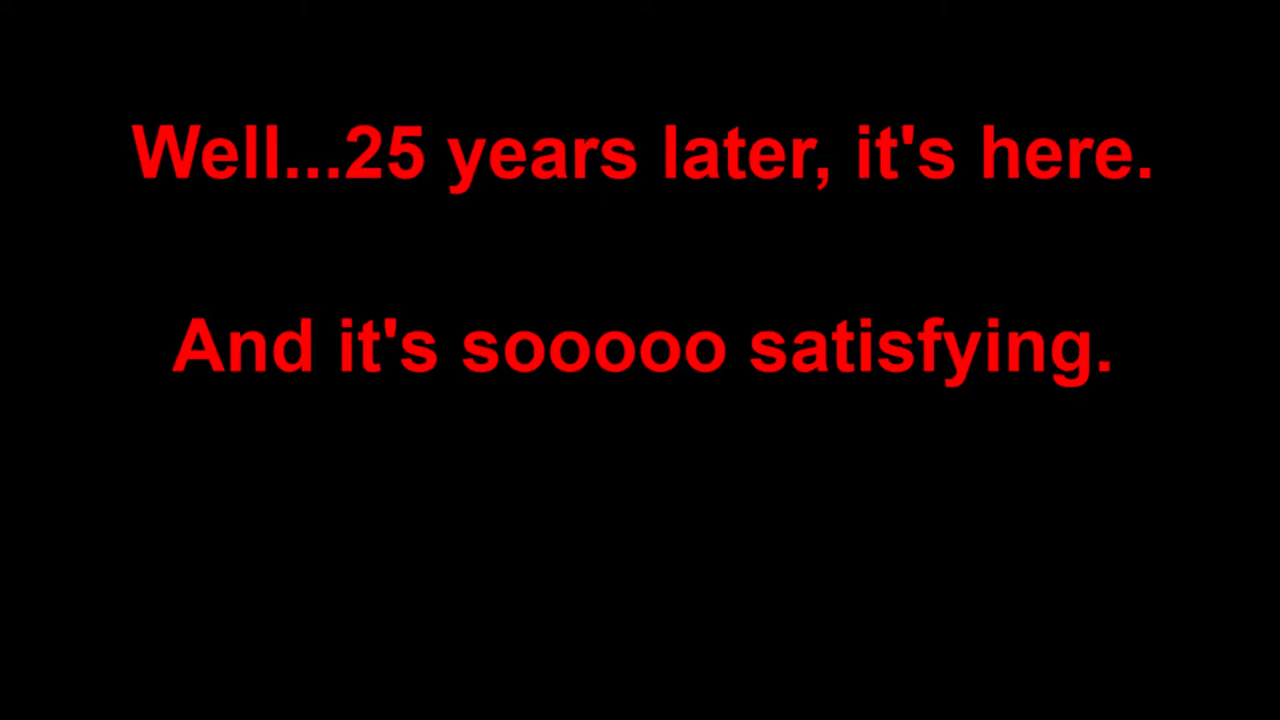 Well...25 years later, it's here.
And it's sooooo satisfying.